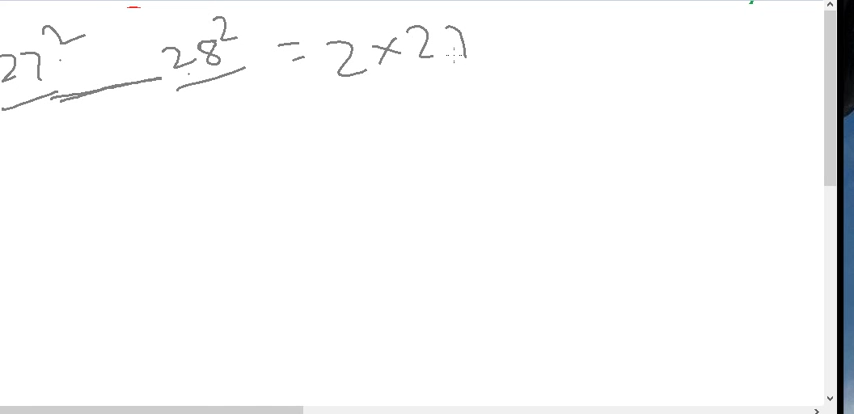 27² 28² = 2 × 27